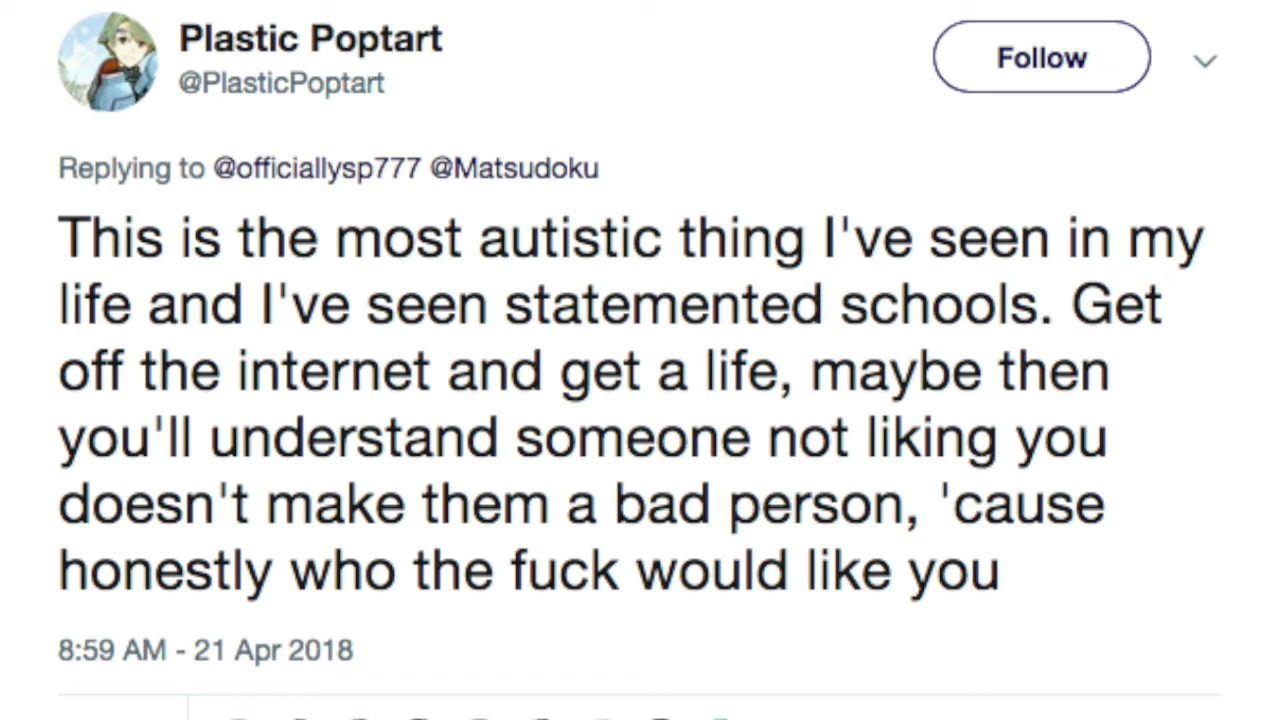 Plastic Poptart
@PlasticPoptart
Follow
Replying to @officiallysp777 @Matsudoku
This is the most autistic thing I've seen in my
life and I've seen statemented schools. Get
off the internet and get a life, maybe then
you'll understand someone not liking you
doesn't make them a bad person, 'cause
honestly who the fuck would like you
8:59 AM - 21 Apr 2018